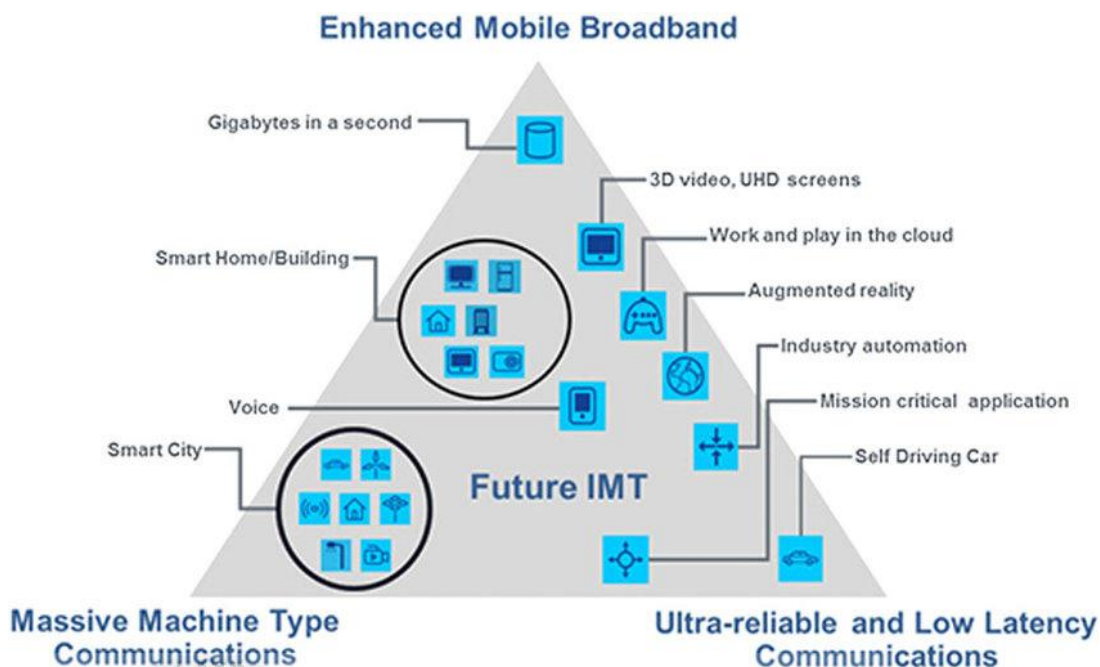 Enhanced Mobile Broadband
Gigabytes in a second
3D video, UHD screens
Work and play in the cloud
Smart Home/Building
Augmented reality
Industry automation
Voice
Mission critical application
Smart City
Self Driving Car
Future IMT
Massive Machine Type
Communications
Ultra-reliable and Low Latency
Communications